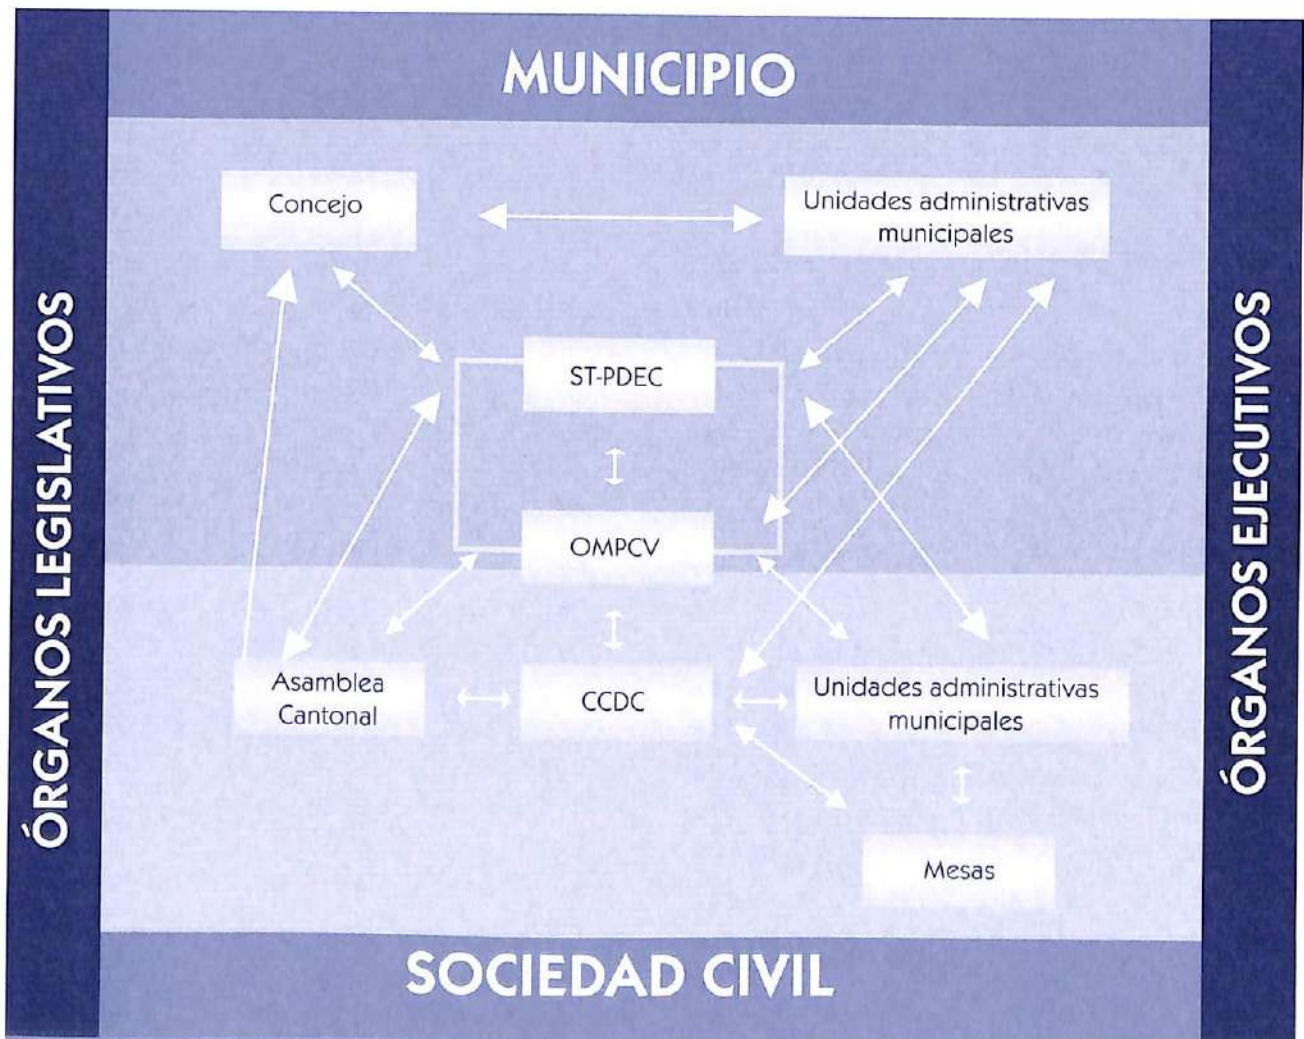 MUNICIPIO
ÓRGANOS LEGISLATIVOS
Concejo
Unidades administrativas
municipales
ST-PDEC
OMPCV
Asamblea
Cantonal
CCDC
Unidades administrativas
municipales
Mesas
ÓRGANOS EJECUTIVOS
SOCIEDAD CIVIL